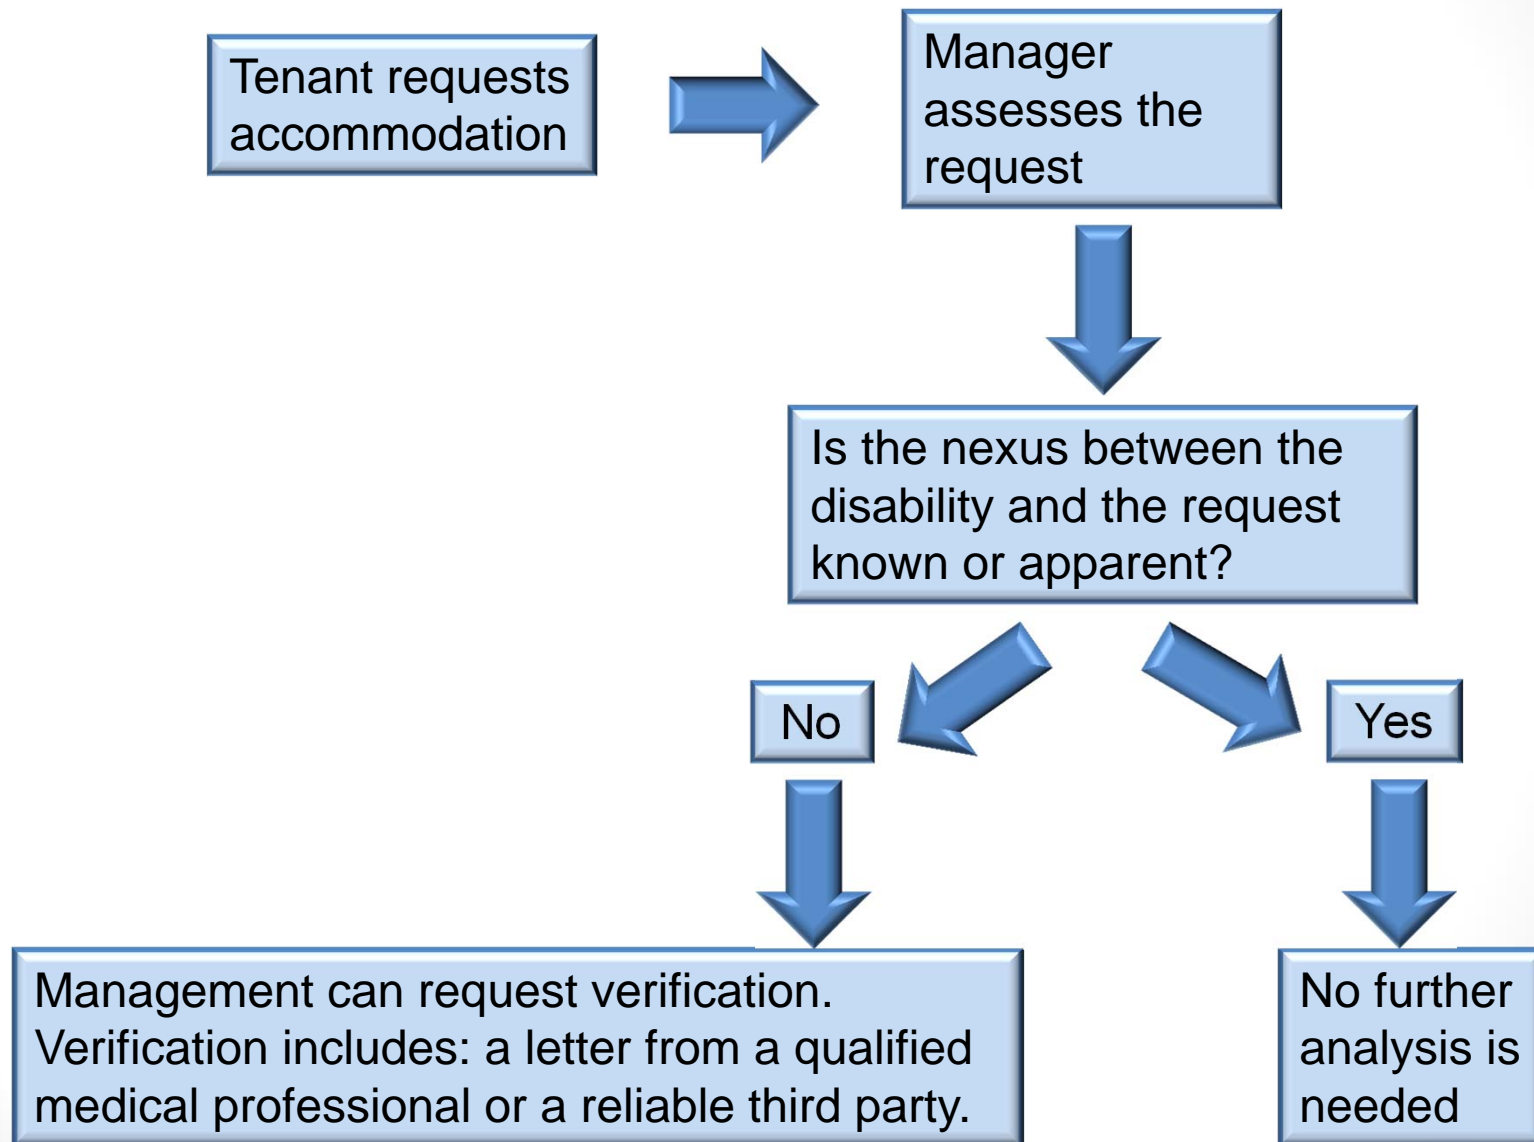 Tenant requests
accommodation
Manager
assesses the
request
Is the nexus between the
disability and the request
known or apparent?
No
Yes
Management can request verification.
Verification includes: a letter from a qualified
medical professional or a reliable third party.
No further
analysis is
needed